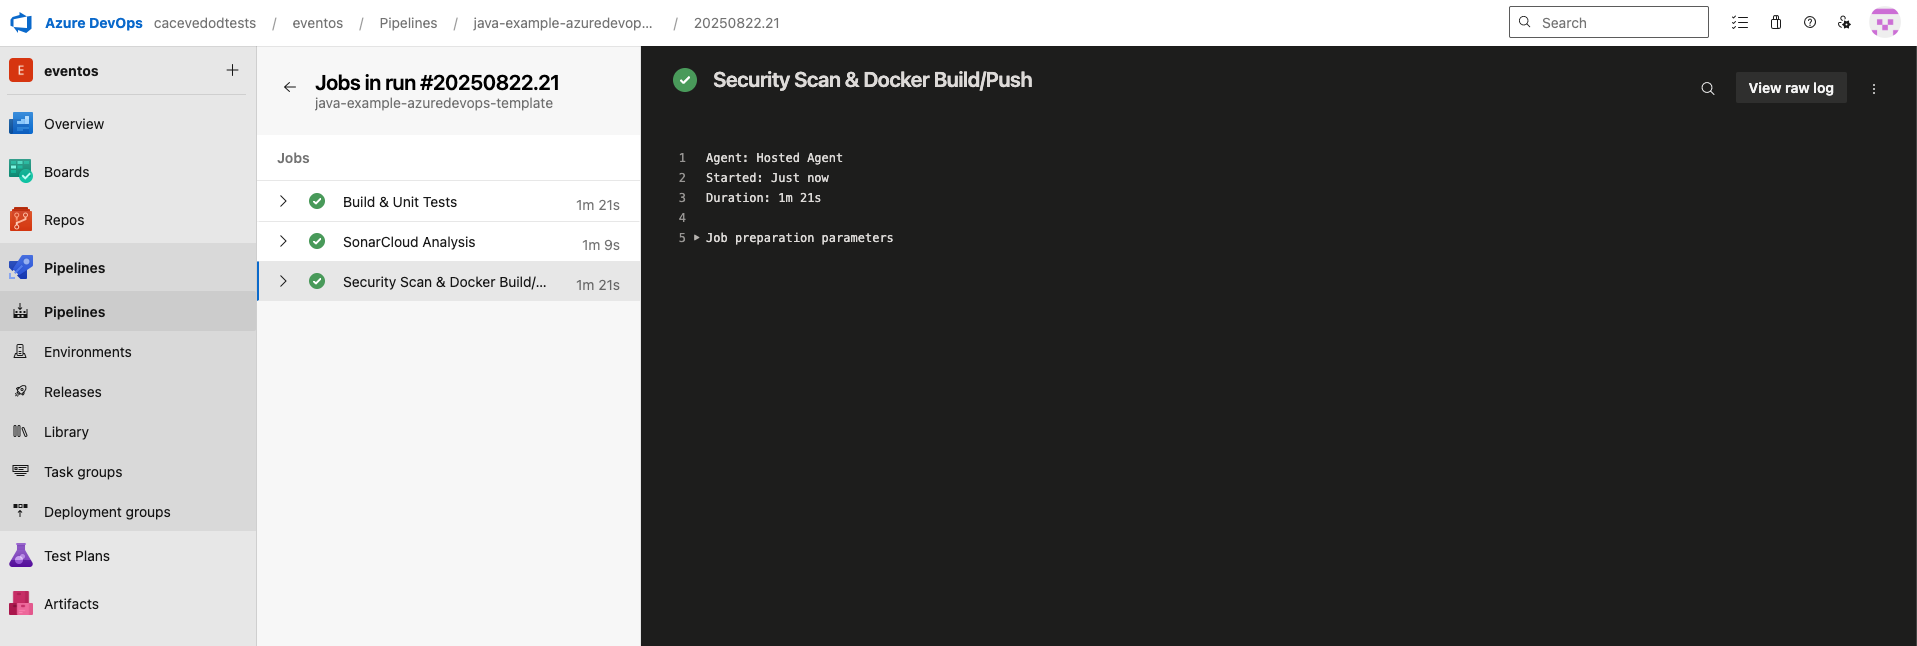 Azure DevOps cacevedodtests / eventos / Pipelines / java-example-azuredevop... / 20250822.21
Search
E eventos
Overview
Boards
Repos
Pipelines
Pipelines
Environments
Releases
Library
Task groups
Deployment groups
Test Plans
Artifacts
Jobs in run #20250822.21
java-example-azuredevops-template
Jobs
Build & Unit Tests 1m 21s
SonarCloud Analysis 1m 9s
Security Scan & Docker Build/... 1m 21s
Security Scan & Docker Build/Push
View raw log
1 Agent: Hosted Agent
2 Started: Just now
3 Duration: 1m 21s
4
5 Job preparation parameters